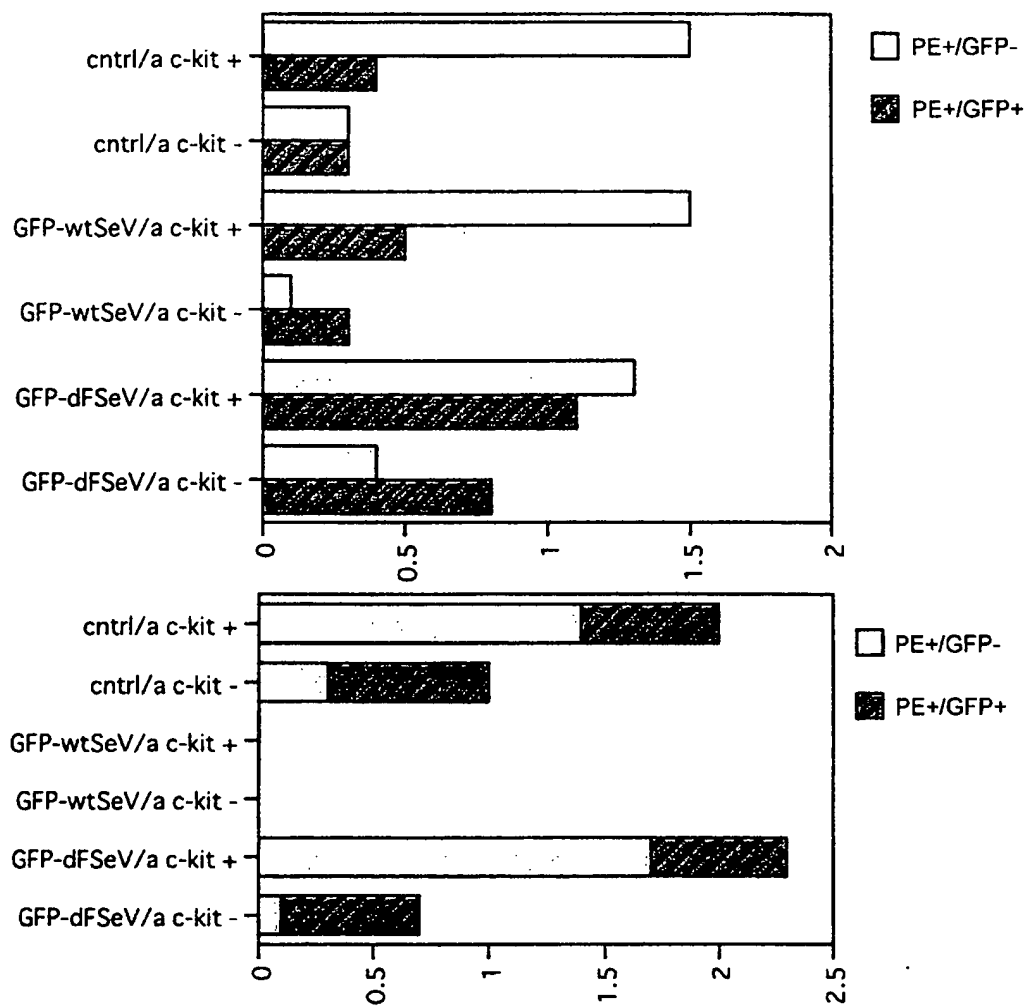 cntrl/a c-kit +
cntrl/a c-kit -
GFP-wtSeV/a c-kit +
GFP-wtSeV/a c-kit -
GFP-dFSeV/a c-kit +
GFP-dFSeV/a c-kit -
0
0.5
1
1.5
2
PE+/GFP-
PE+/GFP+
cntrl/a c-kit +
cntrl/a c-kit -
GFP-wtSeV/a c-kit +
GFP-wtSeV/a c-kit -
GFP-dFSeV/a c-kit +
GFP-dFSeV/a c-kit -
0
0.5
1
1.5
2
2.5
PE+/GFP-
PE+/GFP+